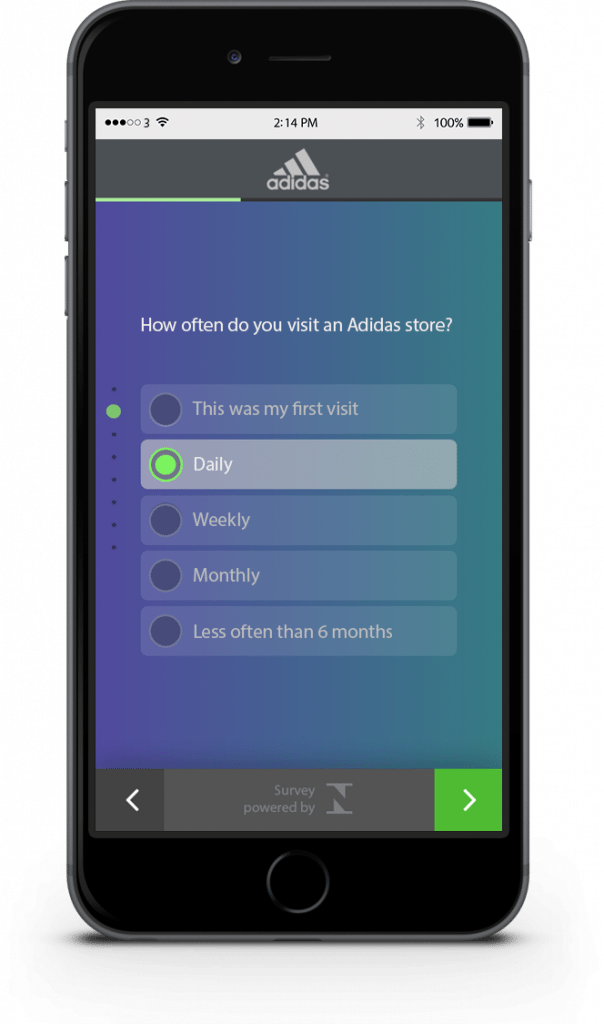 3 2:14 PM 100%
adidas
How often do you visit an Adidas store?
This was my first visit
Daily
Weekly
Monthly
Less often than 6 months
Survey
powered by N